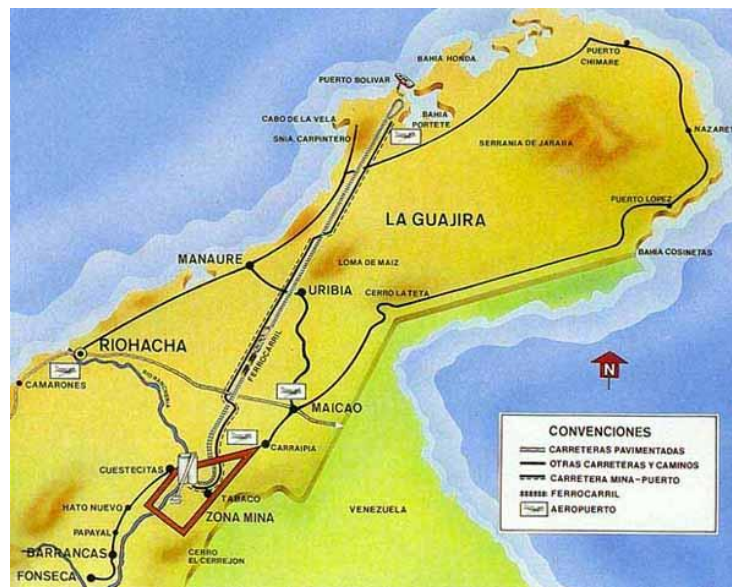 BAHIA HONDA
PUERTO
CHIMARE
PUERTO BOLIVAR
CABO DE LA VELA
BAHIA
PORTETE
SNIA. CARPINTERO
NAZARET
SERRANIA DE JARARA
PUERTO LOPEZ
LA GUAJIRA
BAHIA COSINETAS
MANAURE
LOMA DE MAIZ
URIBIA
CERRO LA TETA
RIOHACHA
FERROCARRIL
CAMARONES
RIO RANCHERIA
N
MAICAO
CARRAIPIA
CUESTECITAS
TABACO
HATO NUEVO
ZONA MINA
PAPAYAL
BARRANCAS
FONSECA
CERRO
EL CERREJON
VENEZUELA
CONVENCIONES
CARRETERAS PAVIMENTADAS
OTRAS CARRETERAS Y CAMINOS
CARRETERA MINA-PUERTO
FERROCARRIL
AEROPUERTO